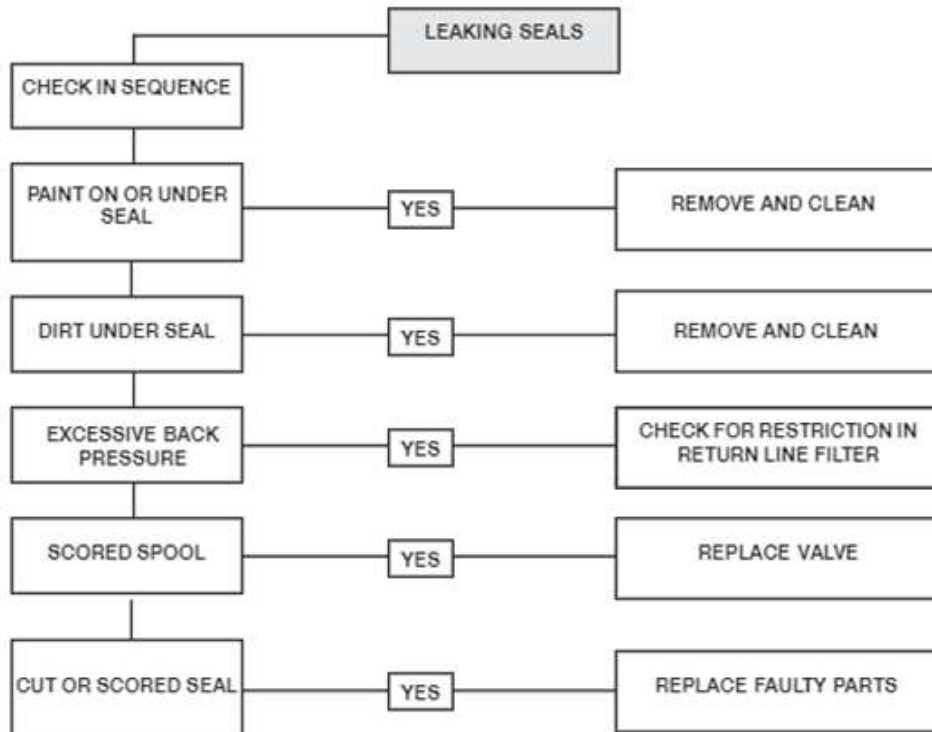 LEAKING SEALS
CHECK IN SEQUENCE
PAINT ON OR UNDER
SEAL
YES
REMOVE AND CLEAN
DIRT UNDER SEAL
YES
REMOVE AND CLEAN
EXCESSIVE BACK
PRESSURE
YES
CHECK FOR RESTRICTION IN
RETURN LINE FILTER
SCORED SPOOL
YES
REPLACE VALVE
CUT OR SCORED SEAL
YES
REPLACE FAULTY PARTS